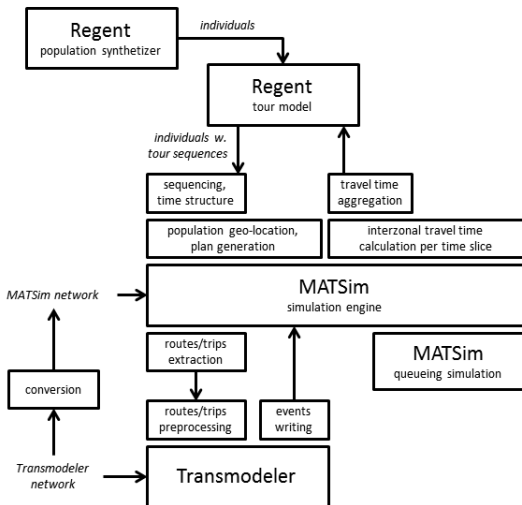 Regent
population synthetizer
individuals
Regent
tour model
individuals w.
tour sequences
sequencing,
time structure
travel time
aggregation
population geo-location,
plan generation
interzonal travel time
calculation per time slice
MATSim network
MATSim
simulation engine
routes/trips
extraction
MATSim
queueing simulation
conversion
routes/trips
preprocessing
events
writing
Transmodeler
network
Transmodeler